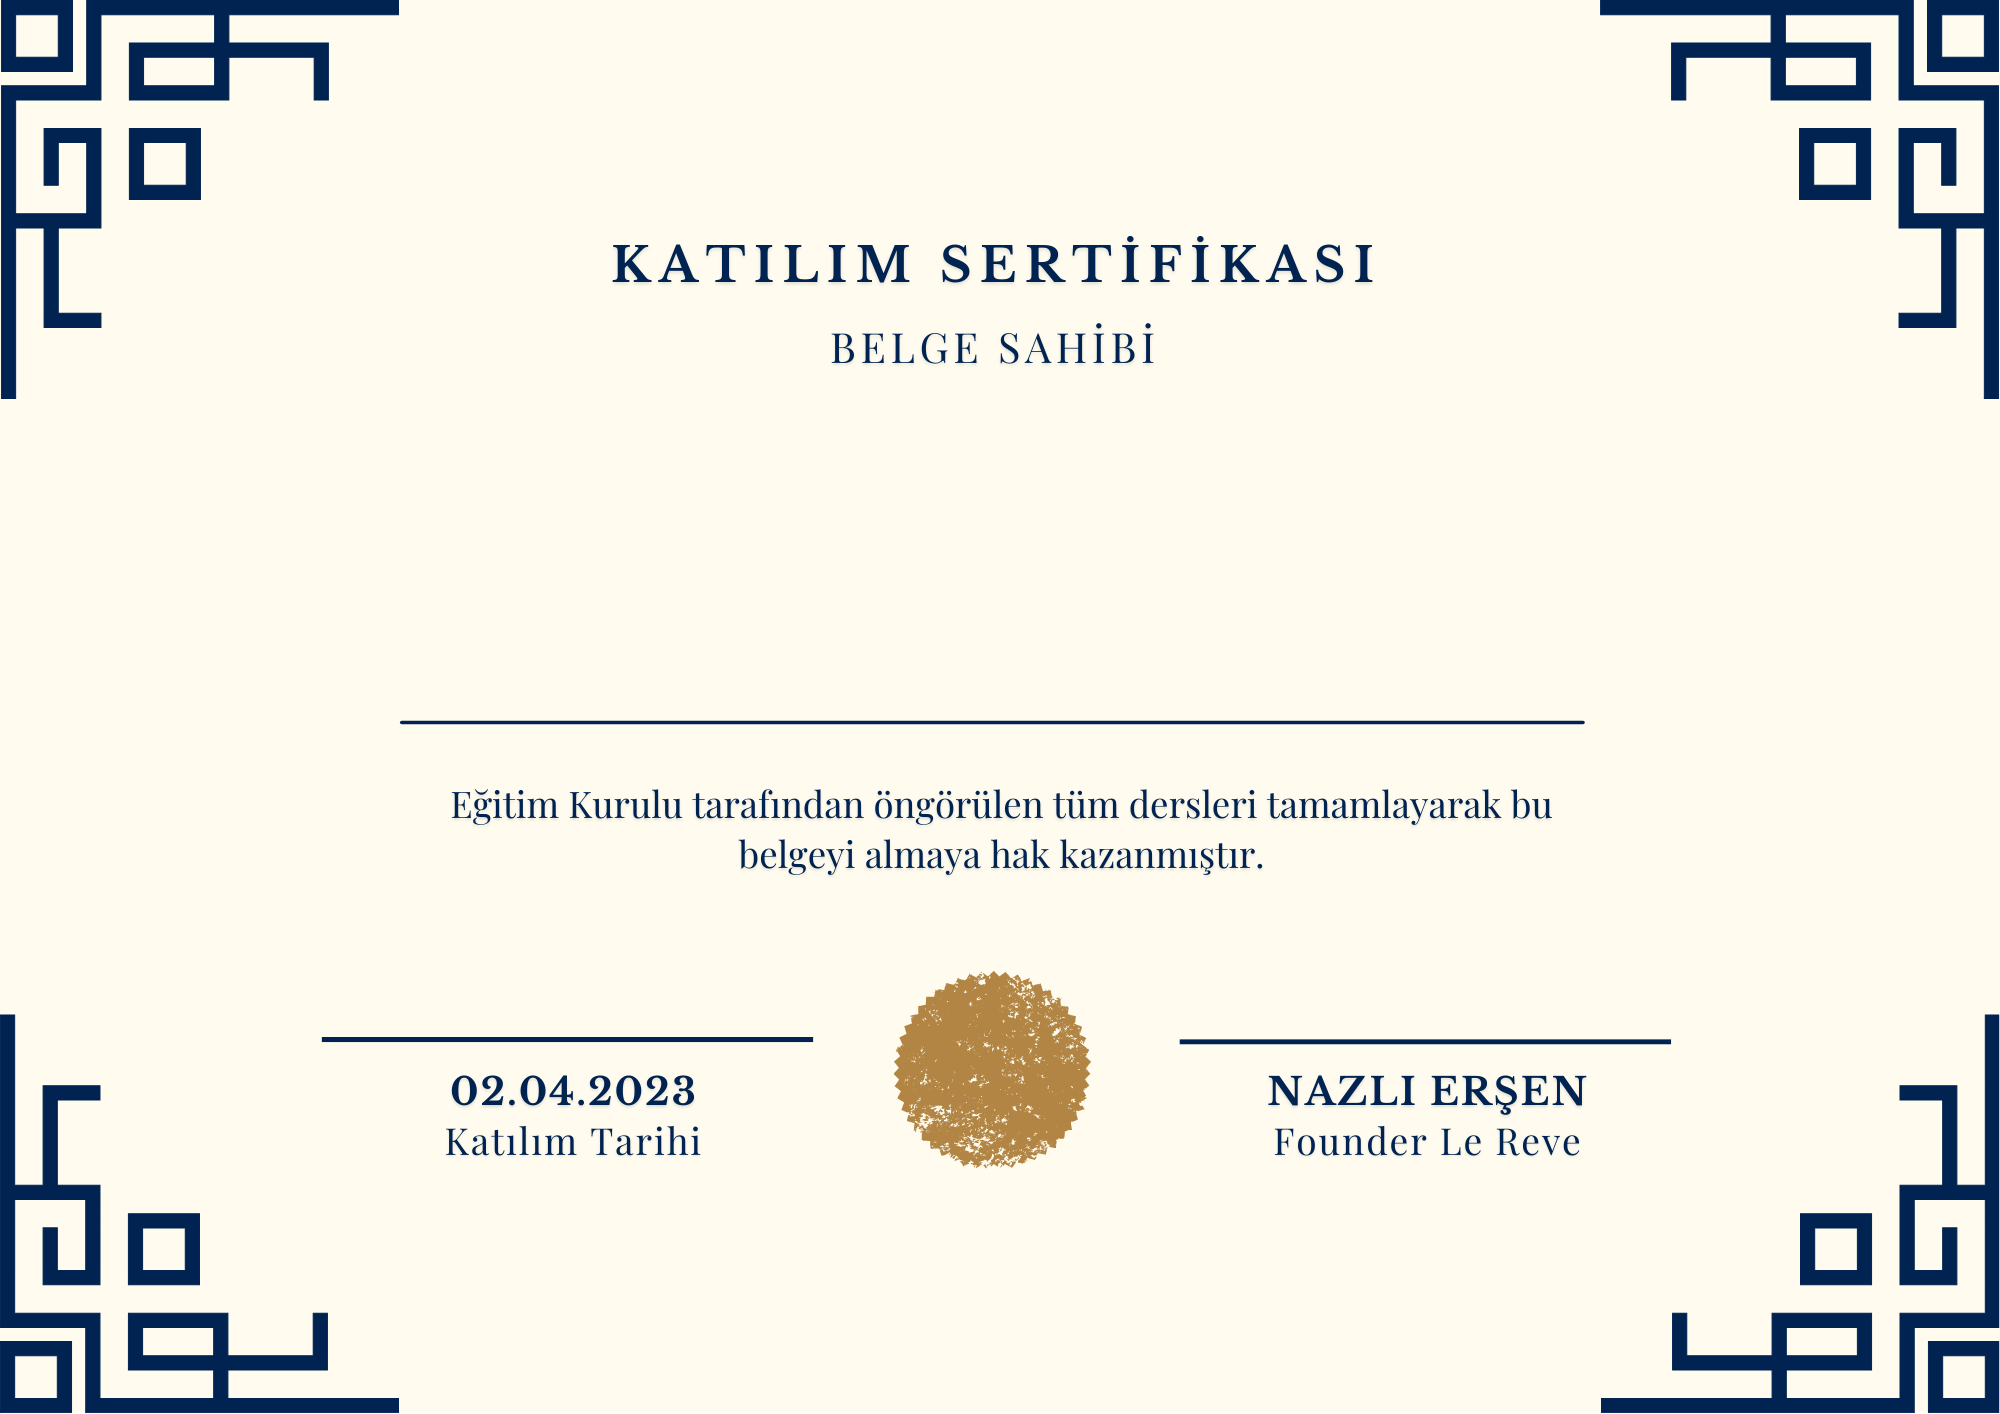 KATILIM SERTİFİKASI
BELGE SAHİBİ
Eğitim Kurulu tarafından öngörülen tüm dersleri tamamlayarak bu
belgeyi almaya hak kazanmıştır.
02.04.2023
Katılım Tarihi
NAZLI ERŞEN
Founder Le Reve